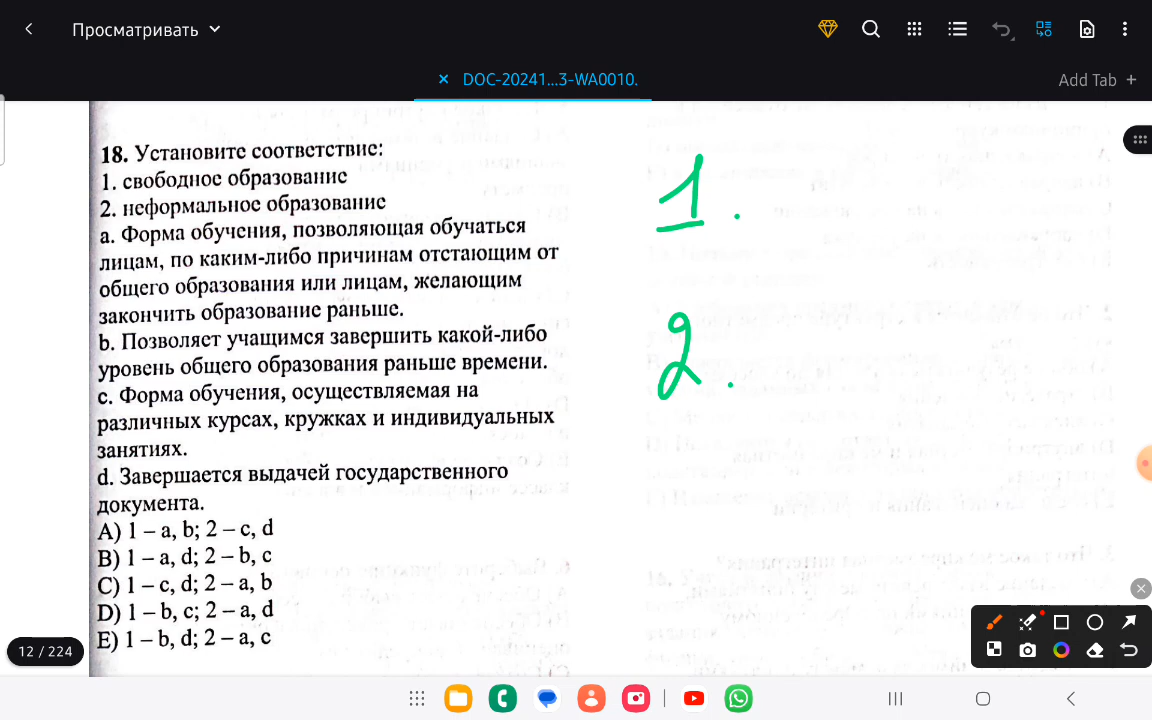 Просматривать
DOC-20241...3-WA0010.
Add Tab +
18. Установите соответствие:
1. свободное образование
2. неформальное образование
a. Форма обучения, позволяющая обучаться
лицам, по каким-либо причинам отстающим от
общего образования или лицам, желающим
закончить образование раньше.
b. Позволяет учащимся завершить какой-либо
уровень общего образования раньше времени.
c. Форма обучения, осуществляемая на
различных курсах, кружках и индивидуальных
занятиях.
d. Завершается выдачей государственного
документа.
A) 1 – a, b; 2 – c, d
B) 1 – a, d; 2 – b, c
C) 1 – c, d; 2 – a, b
D) 1 – b, c; 2 – a, d
E) 1 – b, d; 2 – a, c
1.
2.
12 / 224